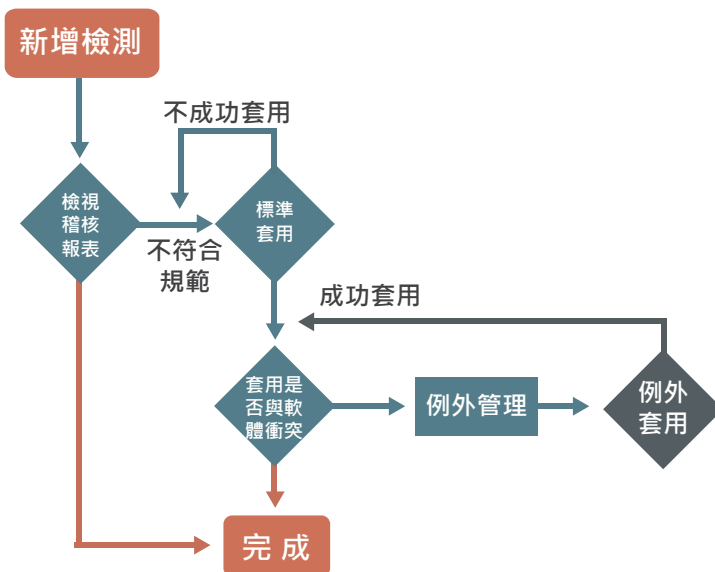 新增檢測
不成功套用
檢視
稽核
報表
標準
套用
不符合
規範
成功套用
套用是
否與軟
體衝突
例外管理
例外
套用
完成